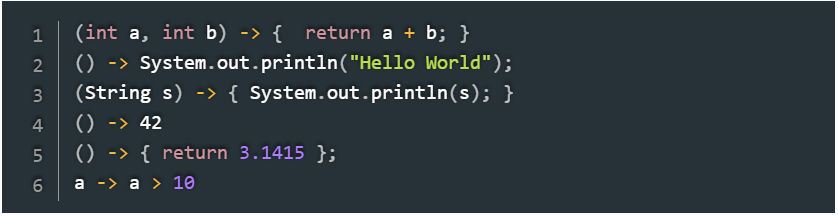 1 (int a, int b) -> {  return a + b; }
2 () -> System.out.println("Hello World");
3 (String s) -> { System.out.println(s); }
4 () -> 42
5 () -> { return 3.1415 };
6 a -> a > 10